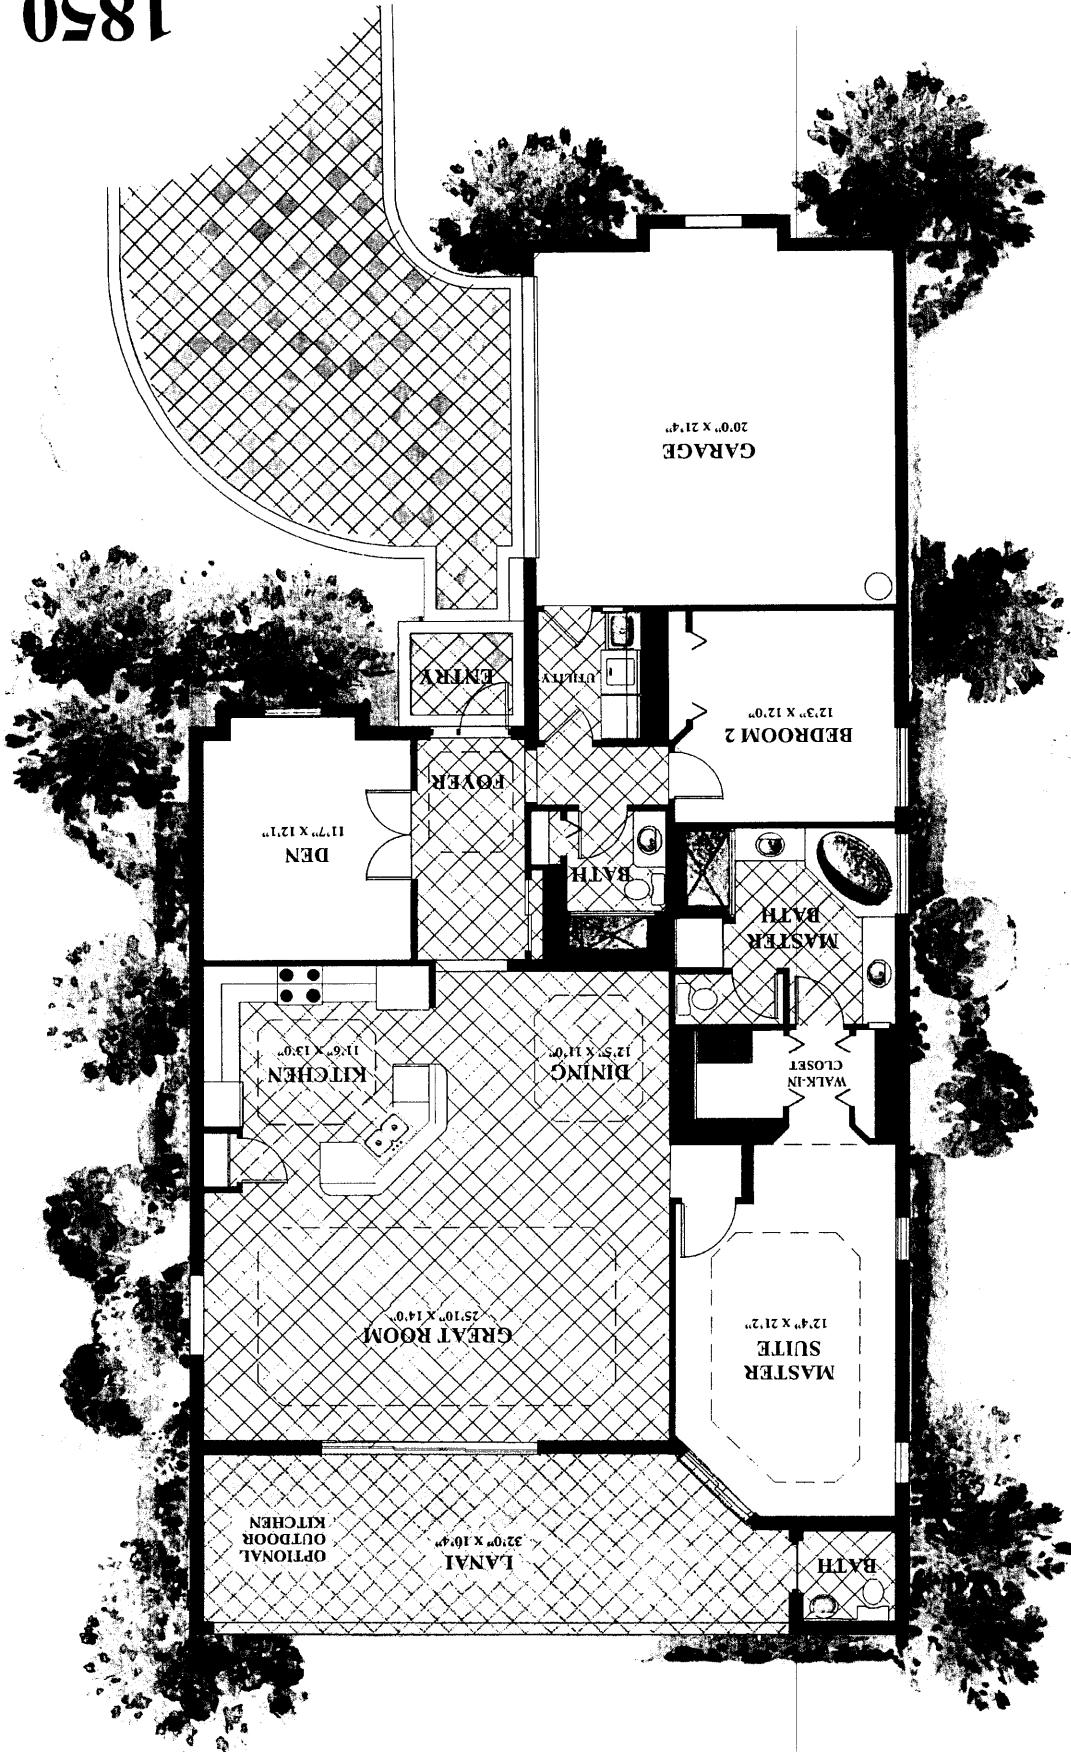 BATH
LANAI
32'0" X 10'4"
OPTIONAL
OUTDOOR
KITCHEN
MASTER
SUITE
12'4" X 21'2"
GREAT ROOM
25'10" X 14'0"
WALK-IN
CLOSET
DINING
12'5" X 11'0"
KITCHEN
11'6" X 13'0"
MASTER
BATH
BATH
DEN
11'7" X 12'1"
FOYER
BEDROOM 2
12'3" X 12'0"
UTILITY
ENTRY
GARAGE
20'0" X 21'4"
1850